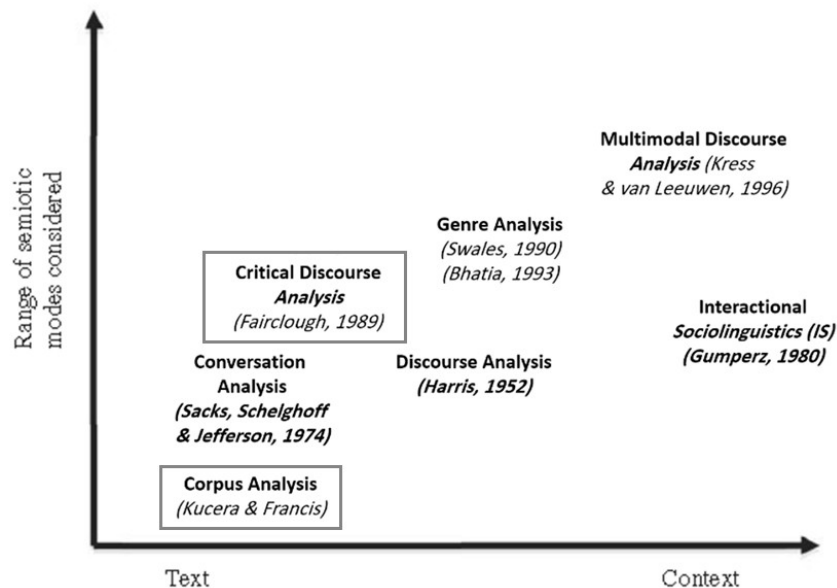 Range of semiotic
modes considered
Multimodal Discourse
Analysis (Kress
& van Leeuwen, 1996)
Genre Analysis
(Swales, 1990)
(Bhatia, 1993)
Critical Discourse
Analysis
(Fairclough, 1989)
Interactional
Sociolinguistics (IS)
(Gumperz, 1980)
Conversation
Analysis
(Sacks, Schelghoff
& Jefferson, 1974)
Discourse Analysis
(Harris, 1952)
Corpus Analysis
(Kucera & Francis)
Text
Context